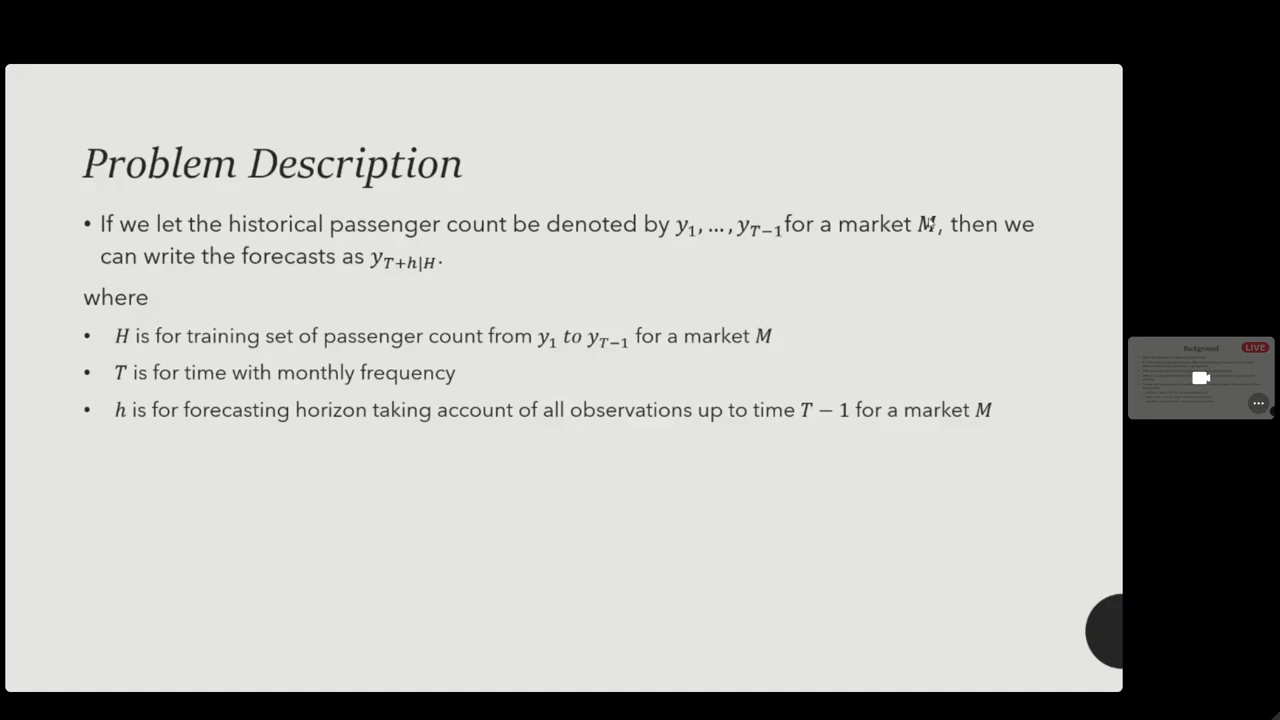 Problem Description
• If we let the historical passenger count be denoted by y₁, … , y_{T−1} for a market M, then we
can write the forecasts as y_{T+h|H}.
where
• H is for training set of passenger count from y₁ to y_{T−1} for a market M
• T is for time with monthly frequency
• h is for forecasting horizon taking account of all observations up to time T − 1 for a market M
Background
LIVE